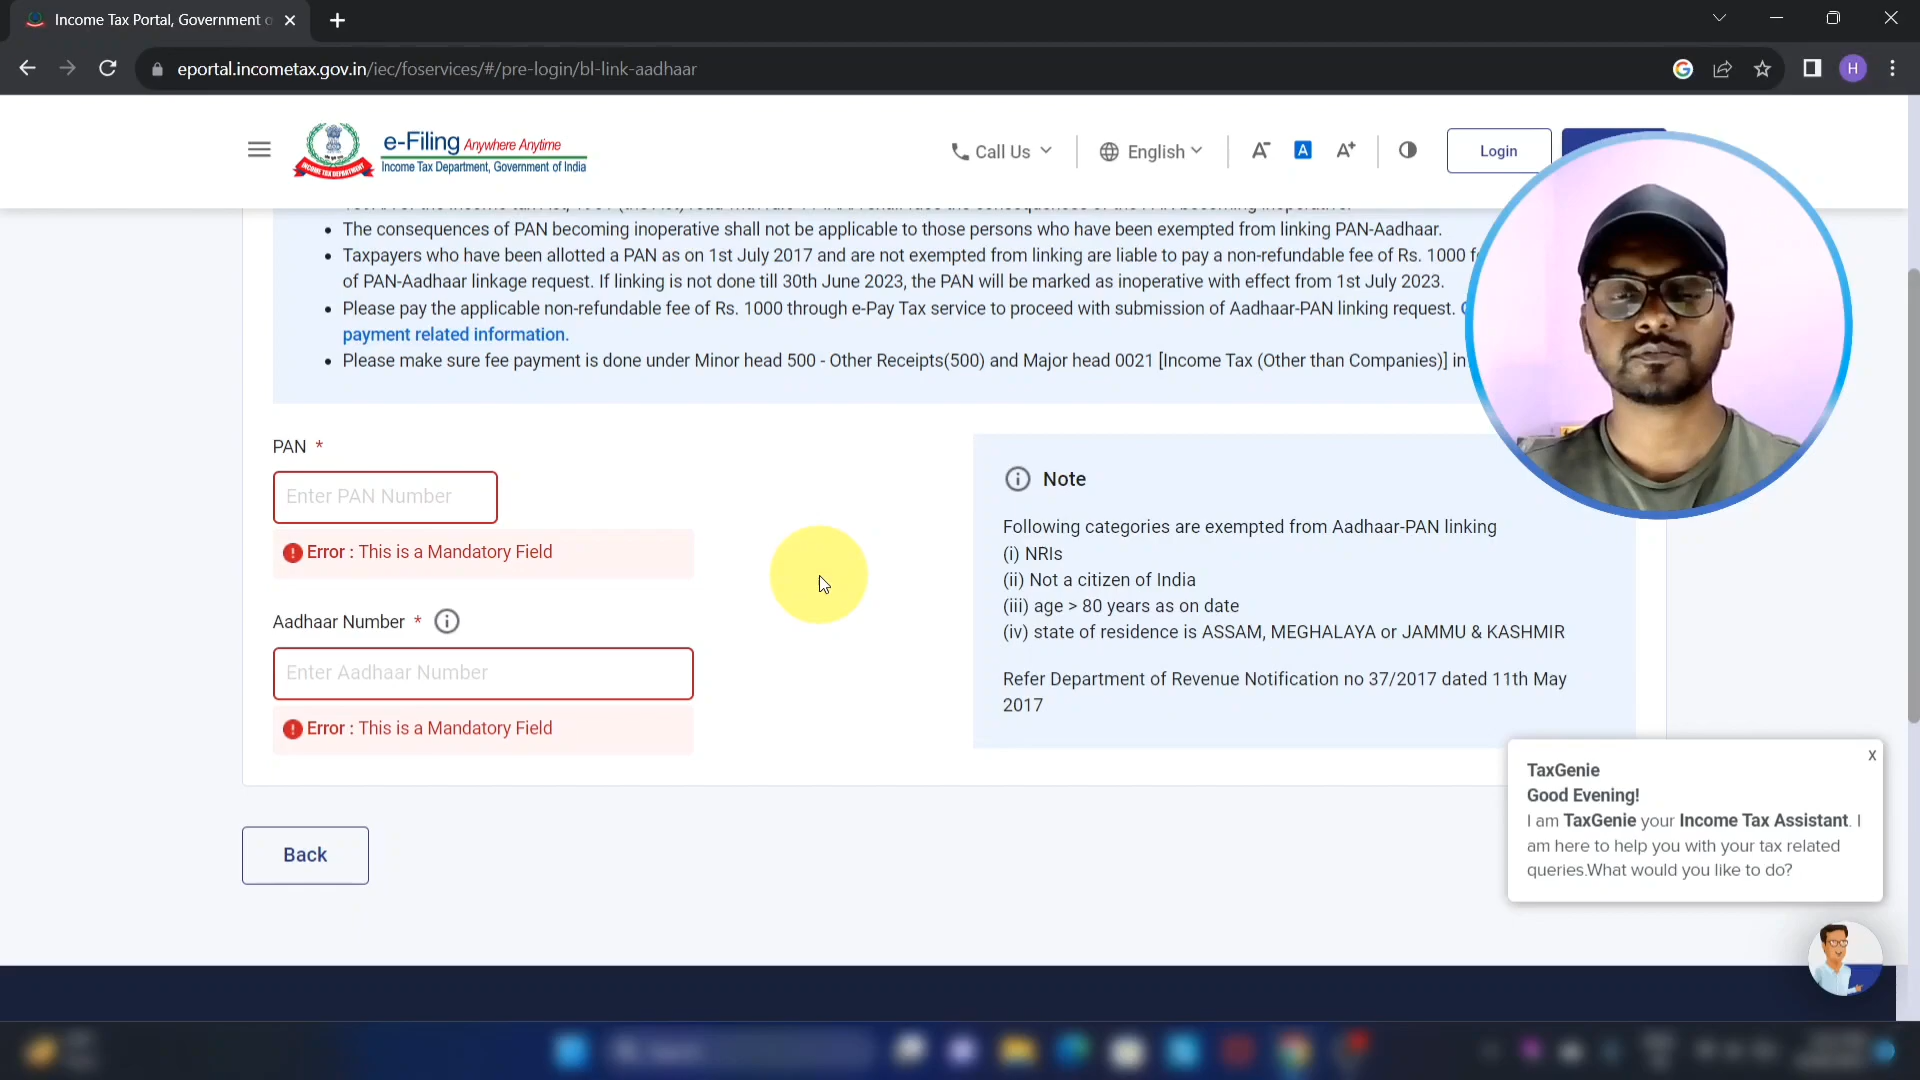 Income Tax Portal, Government o
eportal.incometax.gov.in/iec/foservices/#/pre-login/bl-link-aadhaar
H
e-Filing Anywhere Anytime
Income Tax Department, Government of India
INCOME TAX DEPARTMENT
Call Us
English
A-
A
A+
Login
• The consequences of PAN becoming inoperative shall not be applicable to those persons who have been exempted from linking PAN-Aadhaar.
• Taxpayers who have been allotted a PAN as on 1st July 2017 and are not exempted from linking are liable to pay a non-refundable fee of Rs. 1000
of PAN-Aadhaar linkage request. If linking is not done till 30th June 2023, the PAN will be marked as inoperative with effect from 1st July 2023.
• Please pay the applicable non-refundable fee of Rs. 1000 through e-Pay Tax service to proceed with submission of Aadhaar-PAN linking request.
payment related information.
• Please make sure fee payment is done under Minor head 500 - Other Receipts(500) and Major head 0021 [Income Tax (Other than Companies)] in
PAN *
Enter PAN Number
Error : This is a Mandatory Field
Aadhaar Number *
Enter Aadhaar Number
Error : This is a Mandatory Field
Back
Note
Following categories are exempted from Aadhaar-PAN linking
(i) NRIs
(ii) Not a citizen of India
(iii) age > 80 years as on date
(iv) state of residence is ASSAM, MEGHALAYA or JAMMU & KASHMIR
Refer Department of Revenue Notification no 37/2017 dated 11th May
2017
X
TaxGenie
Good Evening!
I am TaxGenie your Income Tax Assistant. I
am here to help you with your tax related
queries.What would you like to do?